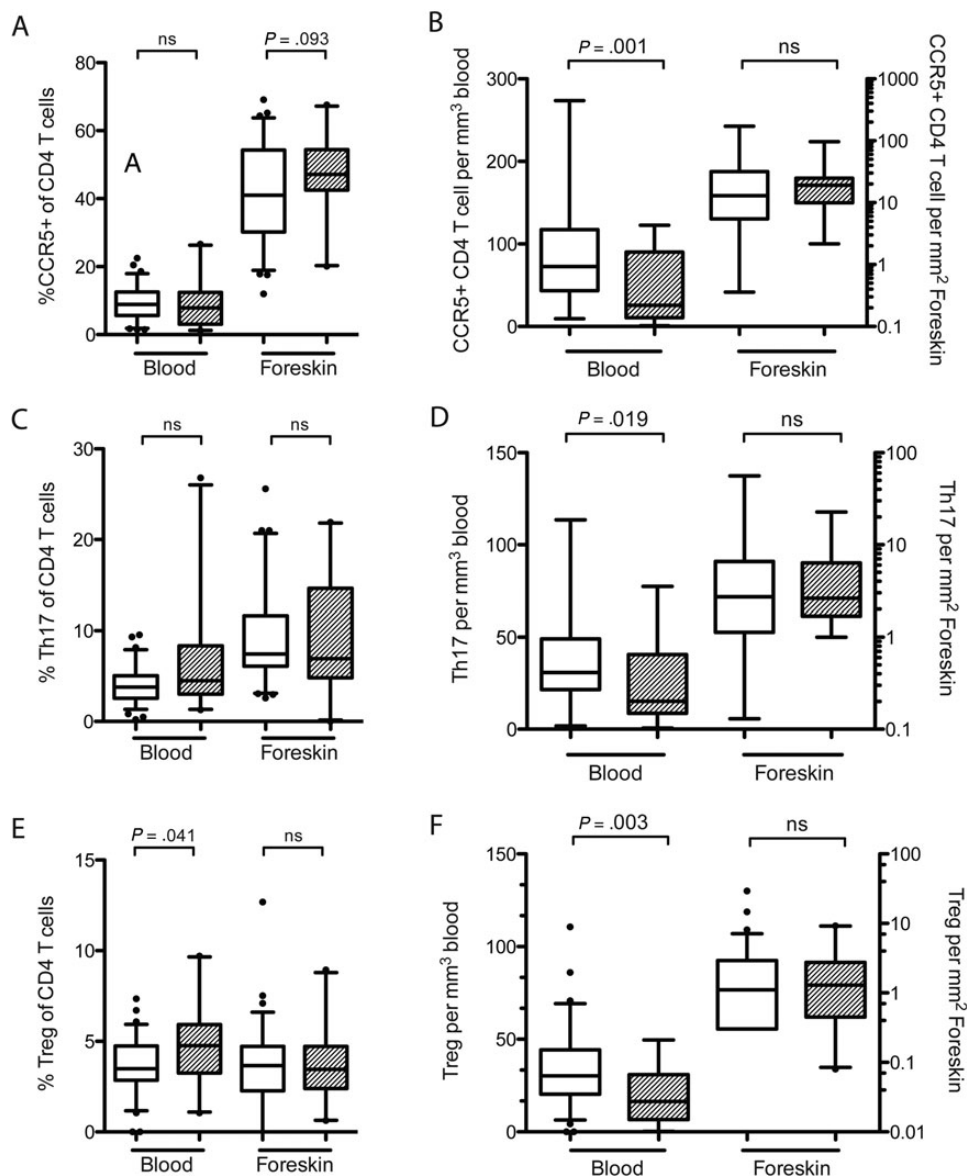 A
ns
P = .093
%CCR5+ of CD4 T cells
80
60
40
20
0
A
Blood
Foreskin
B
P = .001
ns
CCR5+ CD4 T cell per mm³ blood
300
200
100
0
CCR5+ CD4 T cell per mm² Foreskin
1000
100
10
1
0.1
Blood
Foreskin
C
ns
ns
% Th17 of CD4 T cells
30
20
10
0
Blood
Foreskin
D
P = .019
ns
Th17 per mm³ blood
150
100
50
0
Th17 per mm² Foreskin
100
10
1
0.1
Blood
Foreskin
E
P = .041
ns
% Treg of CD4 T cells
15
10
5
0
Blood
Foreskin
F
P = .003
ns
Treg per mm³ blood
150
100
50
0
Treg per mm² Foreskin
100
10
1
0.1
0.01
Blood
Foreskin